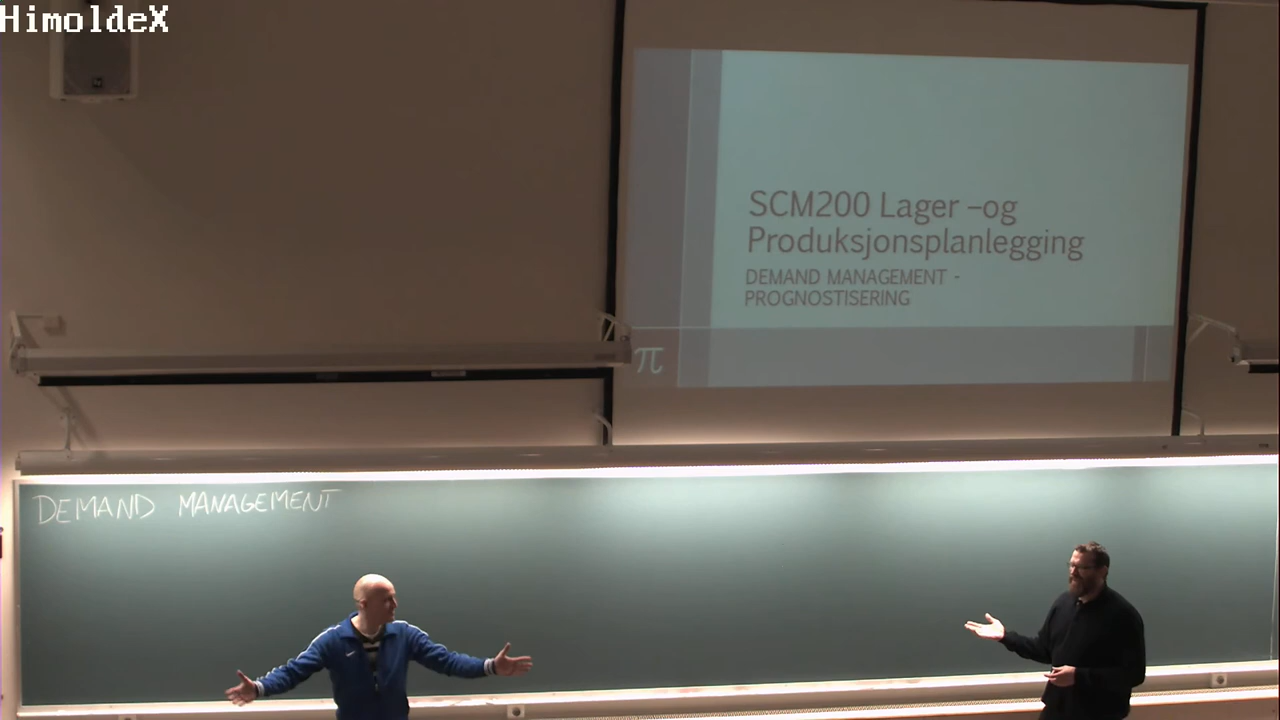 HimoldeX
SCM200 Lager –og
Produksjonsplanlegging
DEMAND MANAGEMENT -
PROGNOSTISERING
π
DEMAND MANAGEMENT